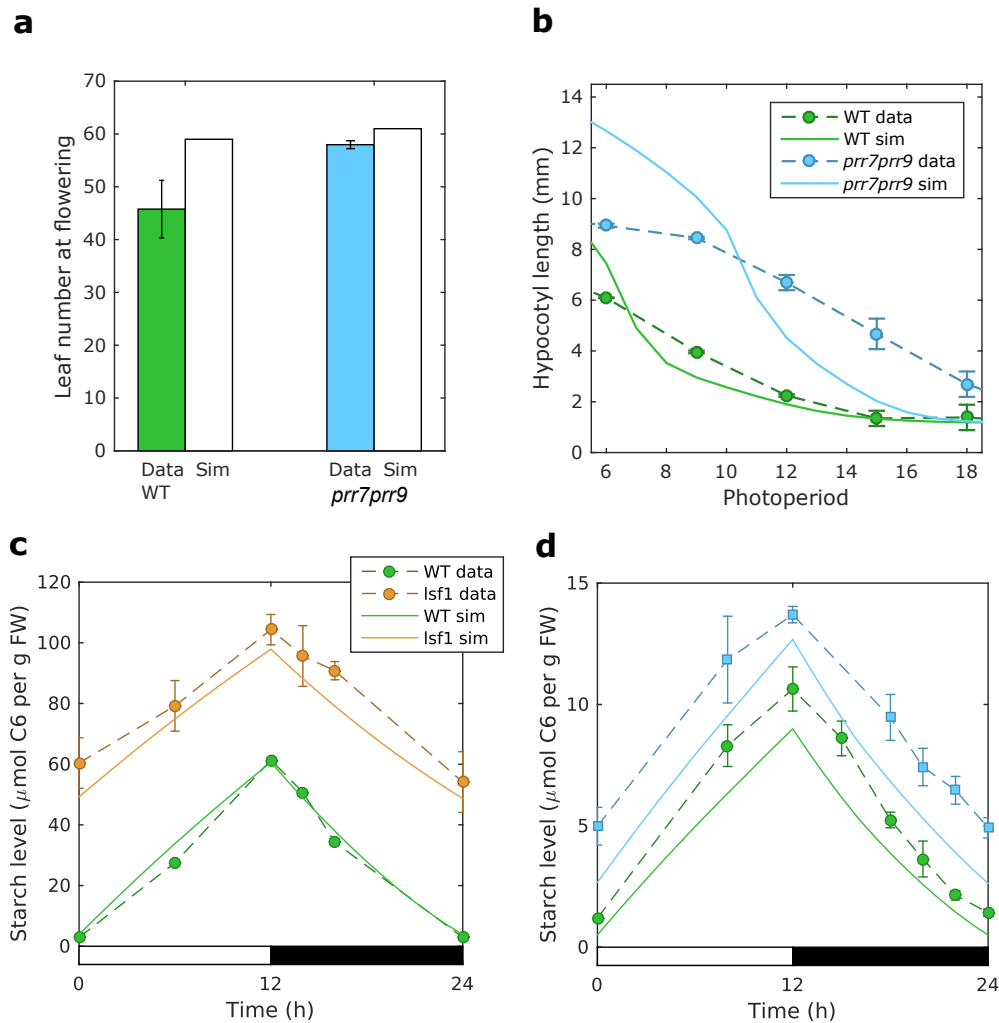 a
70
60
50
40
30
20
10
0
Leaf number at flowering
Data Sim
WT
Data Sim
prr7prr9
b
14
12
10
8
6
4
2
0
Hypocotyl length (mm)
WT data
WT sim
prr7prr9 data
prr7prr9 sim
6 8 10 12 14 16 18
Photoperiod
c
120
100
80
60
40
20
0
Starch level (μmol C6 per g FW)
WT data
lsf1 data
WT sim
lsf1 sim
0 12 24
Time (h)
d
15
10
5
0
Starch level (μmol C6 per g FW)
0 12 24
Time (h)